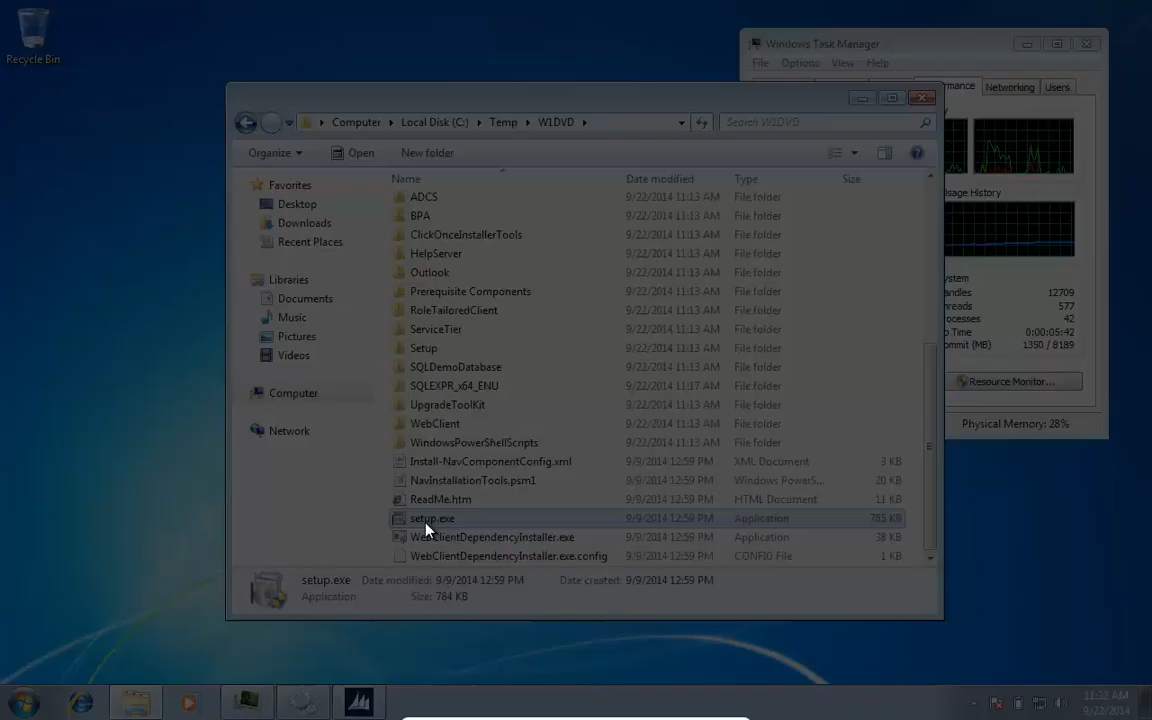 Recycle Bin
Windows Task Manager
File Options View Help
mance Networking Users
Computer Local Disk (C:) Temp W1DVD
Search W1DVD
Organize Open New folder
Name Date modified Type Size
Favorites
Desktop
Downloads
Recent Places
Libraries
Documents
Music
Pictures
Videos
Computer
Network
ADCS 9/22/2014 11:13 AM File folder
BPA 9/22/2014 11:13 AM File folder
ClickOnceInstallerTools 9/22/2014 11:13 AM File folder
HelpServer 9/22/2014 11:13 AM File folder
Outlook 9/22/2014 11:13 AM File folder
Prerequisite Components 9/22/2014 11:13 AM File folder
RoleTailoredClient 9/22/2014 11:13 AM File folder
ServiceTier 9/22/2014 11:13 AM File folder
Setup 9/22/2014 11:13 AM File folder
SQLDemoDatabase 9/22/2014 11:13 AM File folder
SQLEXPR_x64_ENU 9/22/2014 11:17 AM File folder
UpgradeToolKit 9/22/2014 11:13 AM File folder
WebClient 9/22/2014 11:13 AM File folder
WindowsPowerShellScripts 9/22/2014 11:13 AM File folder
Install-NavComponentConfig.xml 9/9/2014 12:59 PM XML Document 3 KB
NavInstallationTools.psm1 9/9/2014 12:59 PM Windows PowerS... 20 KB
ReadMe.htm 9/9/2014 12:59 PM HTML Document 11 KB
setup.exe 9/9/2014 12:59 PM Application 785 KB
WebClientDependencyInstaller.exe 9/9/2014 12:59 PM Application 38 KB
WebClientDependencyInstaller.exe.config 9/9/2014 12:59 PM CONFIG File 1 KB
setup.exe Date modified: 9/9/2014 12:59 PM Date created: 9/9/2014 12:59 PM
Application Size: 784 KB
sage History
ystem
andles 12709
reads 577
ocesses 42
p Time 0:00:05:42
ommit (MB) 1350 / 8189
Resource Monitor...
Physical Memory: 28%
11:32 AM
9/22/2014